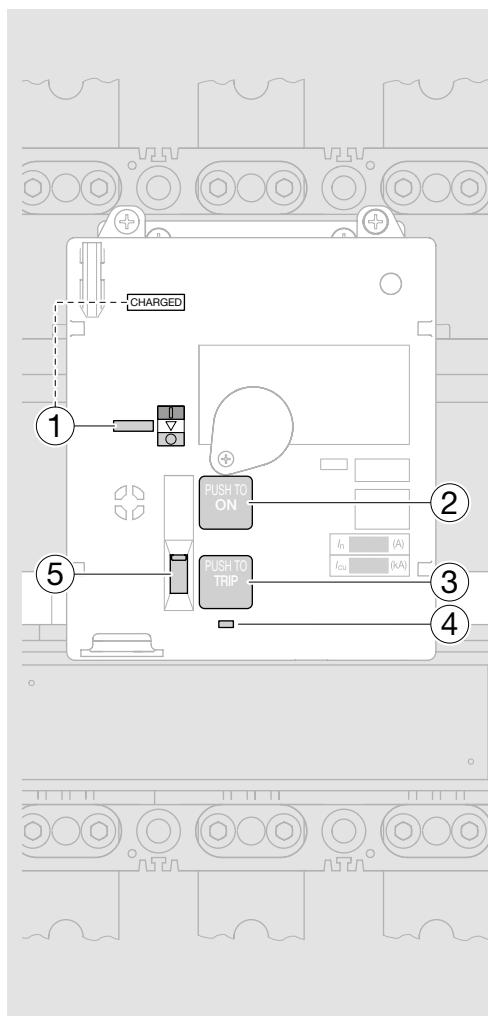 CHARGED
1
PUSH TO
ON
2
In (A)
Icu (kA)
PUSH TO
TRIP
5
3
4